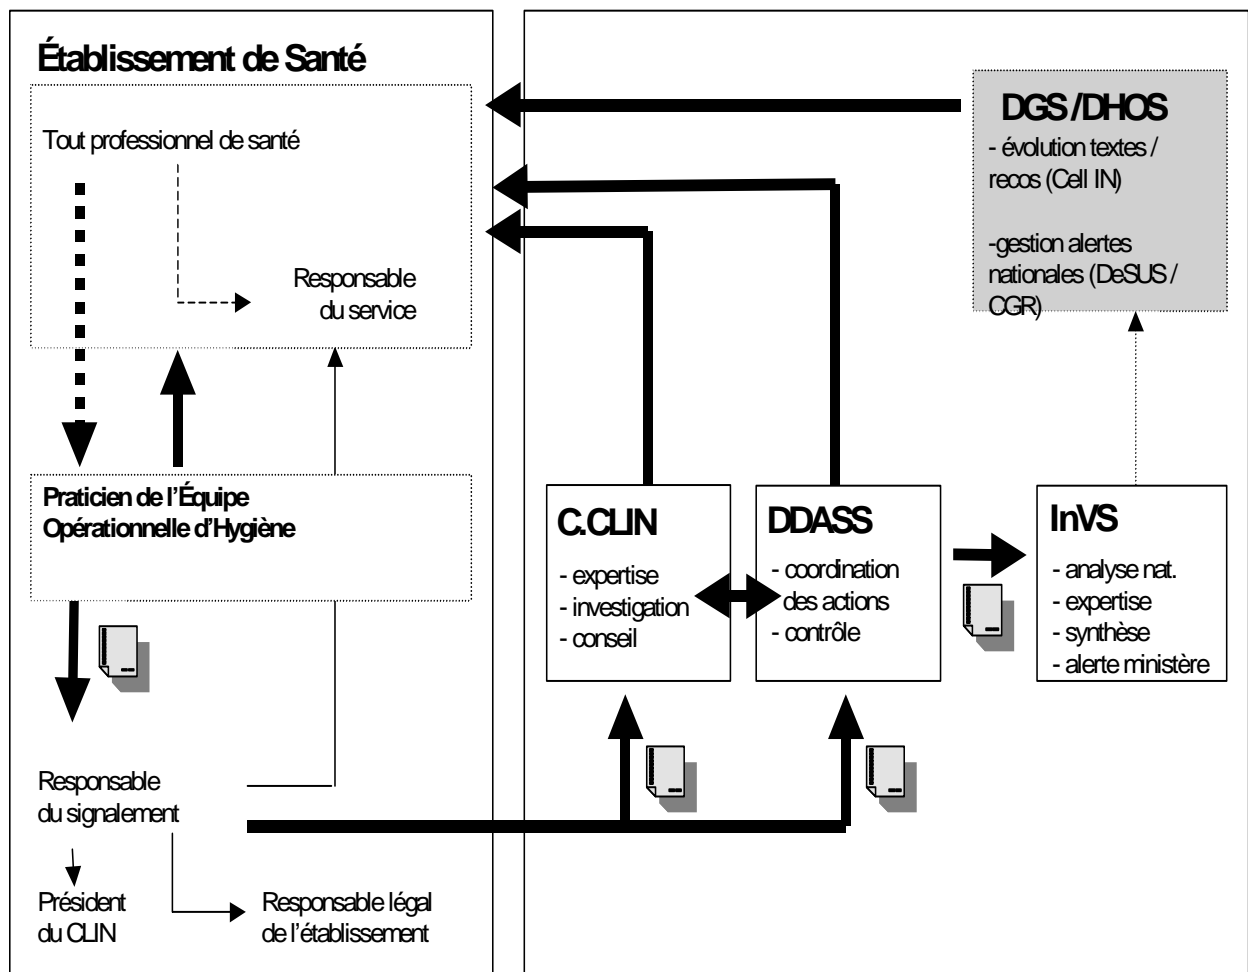 Établissement de Santé
Tout professionnel de santé
Responsable
du service
Praticien de l'Équipe
Opérationnelle d'Hygiène
Responsable
du signalement
Président
du CLIN
Responsable légal
de l'établissement
DGS /DHOS
- évolution textes /
recos (Cell IN)
-gestion alertes
nationales (DeSUS /
CGR)
C.CLIN
- expertise
- investigation
- conseil
DDASS
- coordination
des actions
- contrôle
InVS
- analyse nat.
- expertise
- synthèse
- alerte ministère